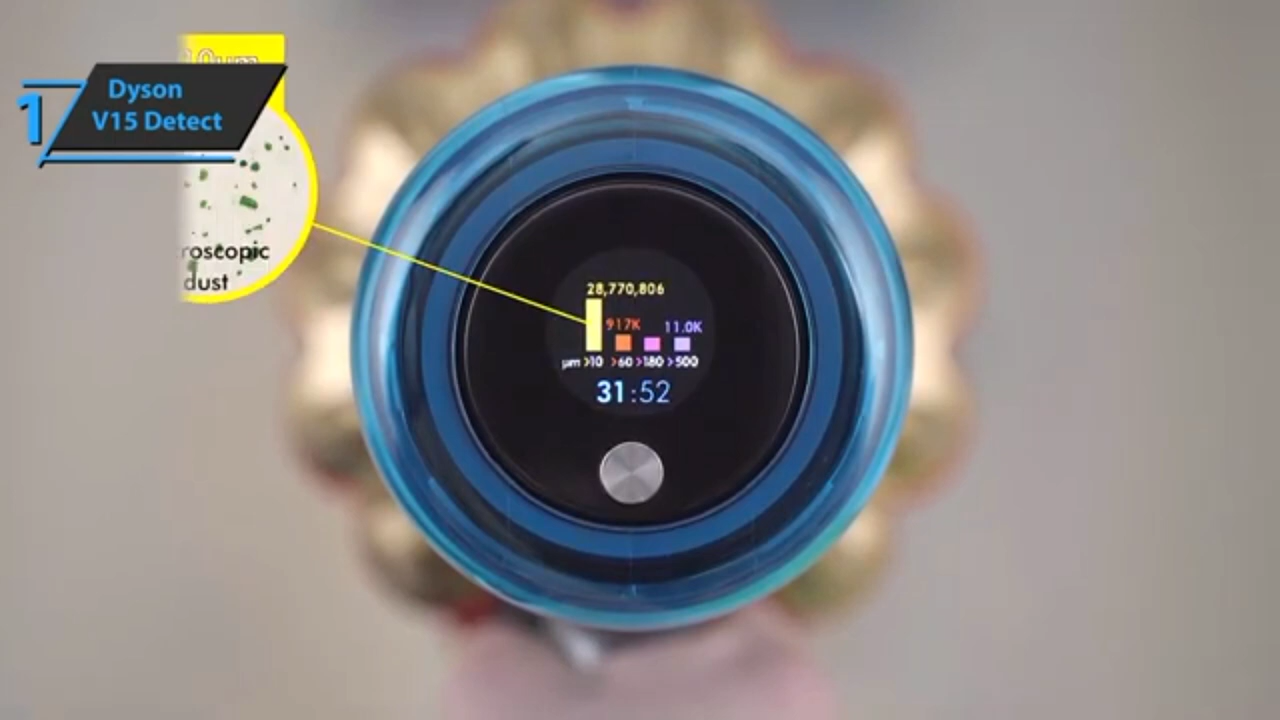 1
Dyson
V15 Detect
roscopic
dust
28,770,806
917K
11.0K
µm >10 >60 >180 >500
31:52